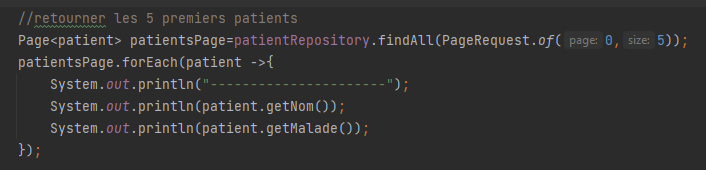 //retourner les 5 premiers patients
Page<patient> patientsPage=patientRepository.findAll(PageRequest.of( page: 0, size: 5));
patientsPage.forEach(patient ->{
    System.out.println("----------------------");
    System.out.println(patient.getNom());
    System.out.println(patient.getMalade());
});